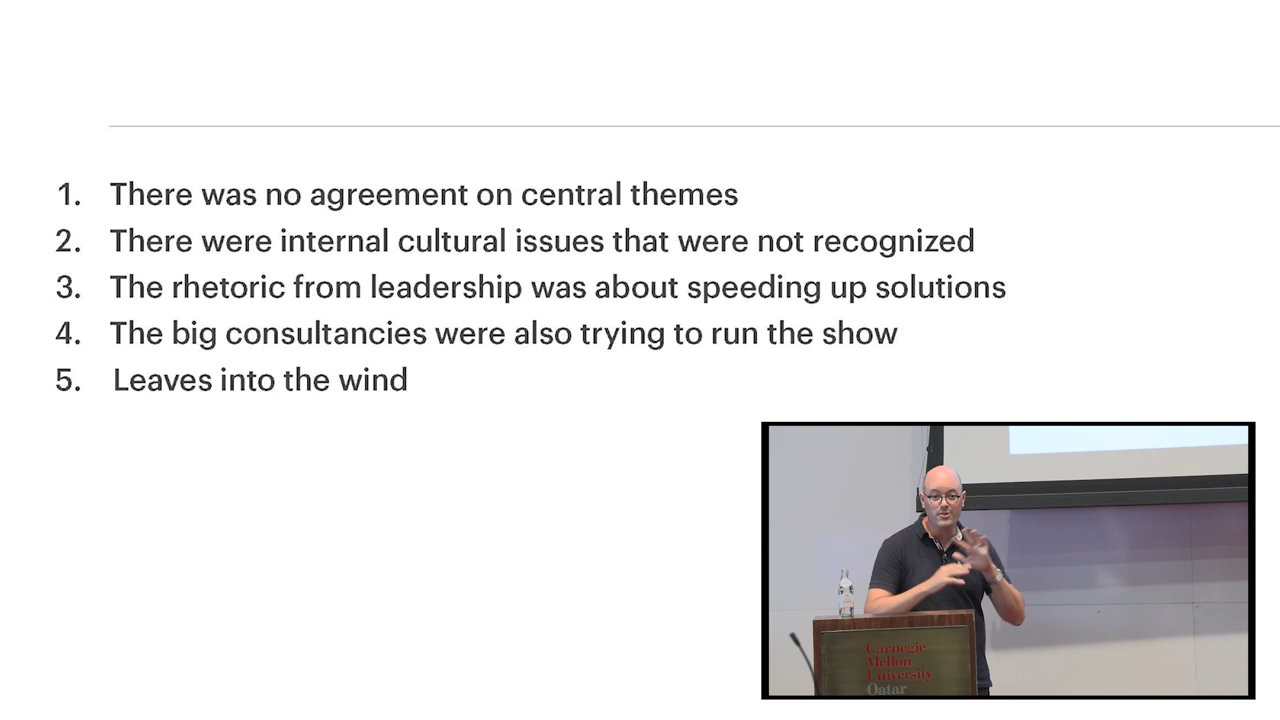 1. There was no agreement on central themes
2. There were internal cultural issues that were not recognized
3. The rhetoric from leadership was about speeding up solutions
4. The big consultancies were also trying to run the show
5. Leaves into the wind
Carnegie
Mellon
University
Qatar